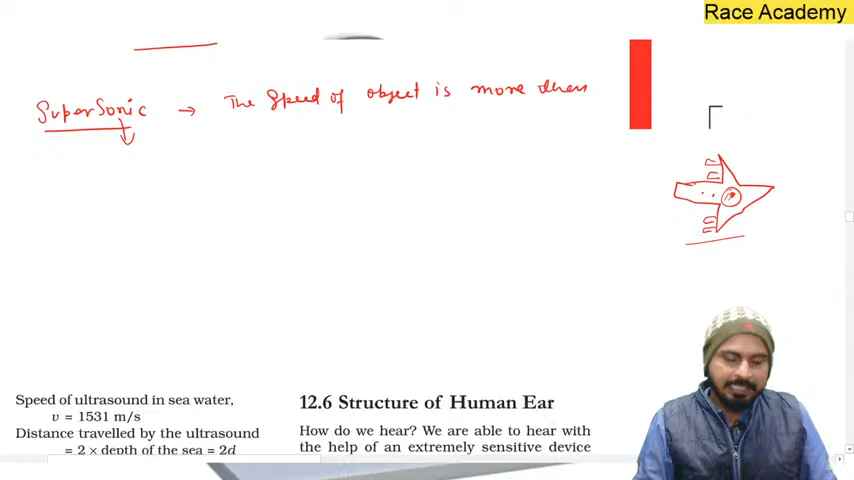 Race Academy
SuperSonic → The Speed of object is more then
Speed of ultrasound in sea water,
v = 1531 m/s
Distance travelled by the ultrasound
= 2 × depth of the sea = 2d
12.6 Structure of Human Ear
How do we hear? We are able to hear with
the help of an extremely sensitive device